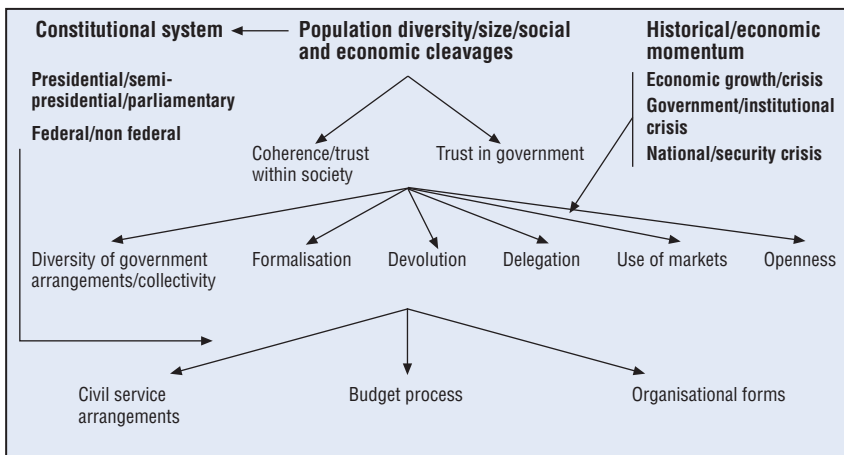 Constitutional system
Population diversity/size/social
and economic cleavages
Historical/economic
momentum
Presidential/semi-
presidential/parliamentary
Federal/non federal
Economic growth/crisis
Government/institutional
crisis
National/security crisis
Coherence/trust
within society
Trust in government
Diversity of government
arrangements/collectivity
Formalisation
Devolution
Delegation
Use of markets
Openness
Civil service
arrangements
Budget process
Organisational forms